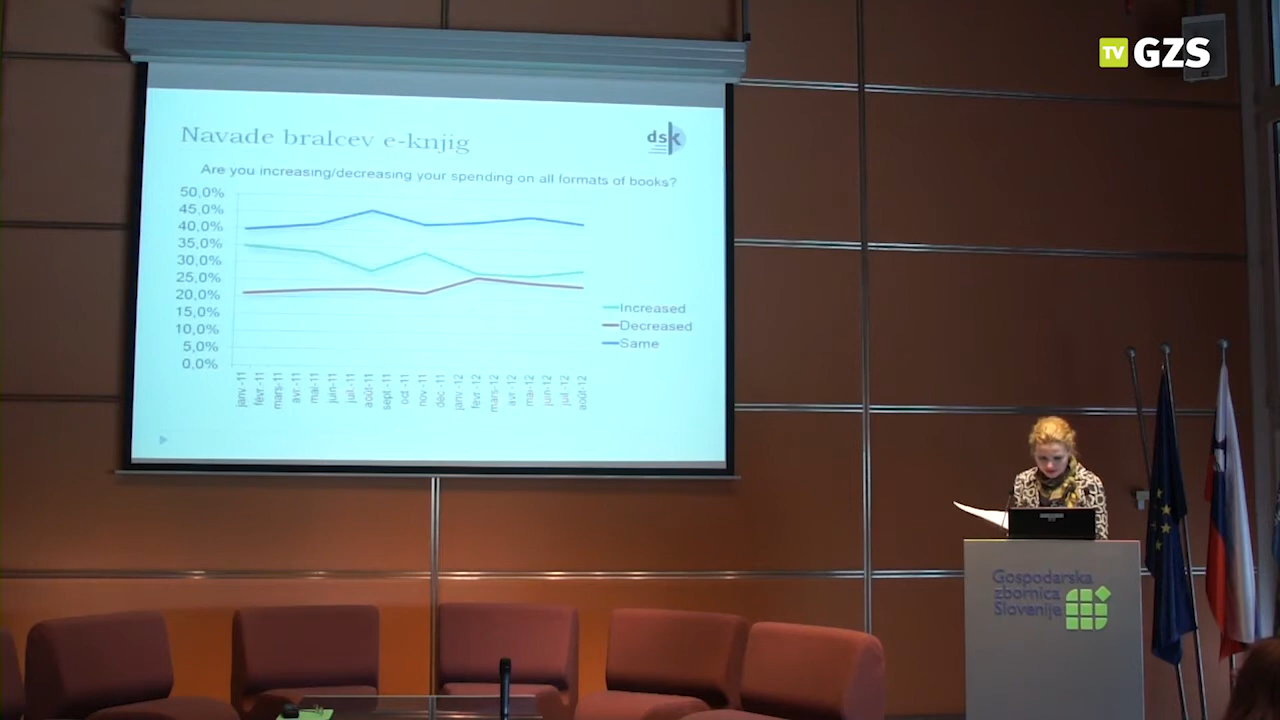 TV GZS
Navade bralcev e-knjig
dsk
Are you increasing/decreasing your spending on all formats of books?
50,0%
45,0%
40,0%
35,0%
30,0%
25,0%
20,0%
15,0%
10,0%
5,0%
0,0%
Increased
Decreased
Same
janv.-11
févr.-11
mars-11
avr.-11
mai-11
juin-11
juil.-11
août-11
sept.-11
oct.-11
nov.-11
déc.-11
janv.-12
févr.-12
mars-12
avr.-12
mai-12
juin-12
juil.-12
août-12
Gospodarska
zbornica
Slovenije